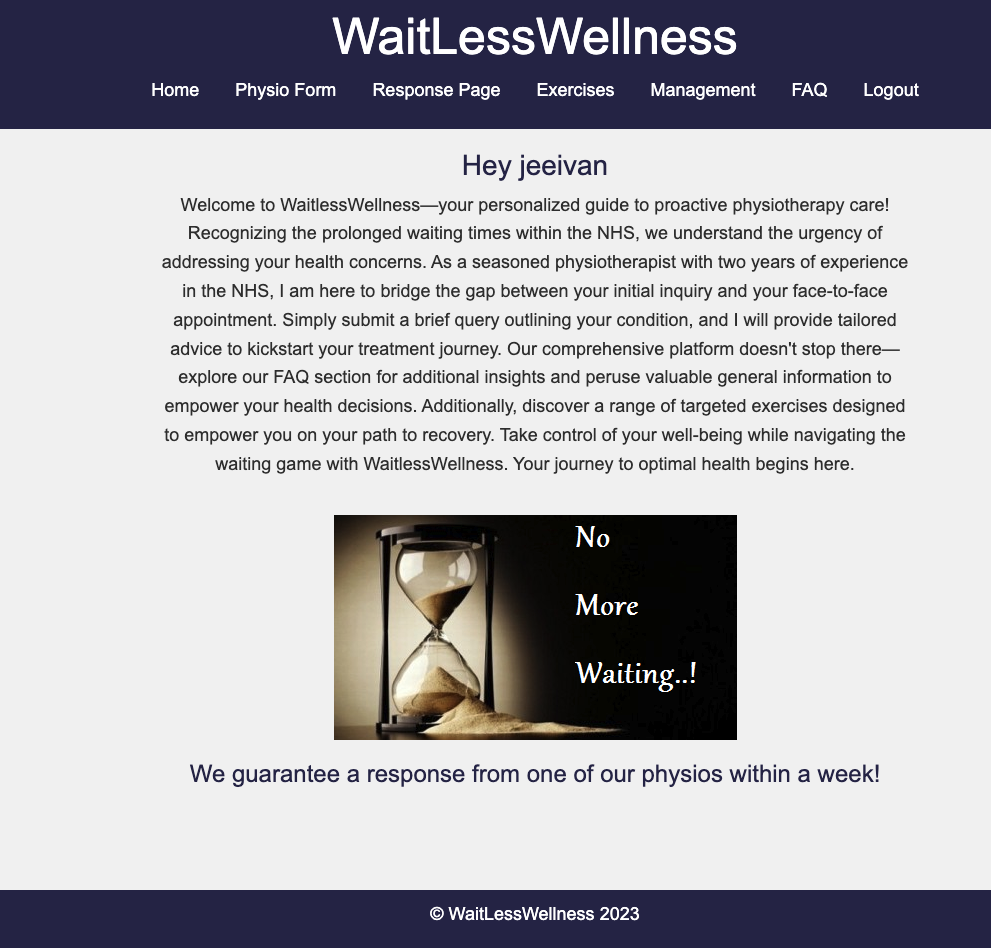 WaitLessWellness
Home Physio Form Response Page Exercises Management FAQ Logout
Hey jeeivan
Welcome to WaitlessWellness—your personalized guide to proactive physiotherapy care!
Recognizing the prolonged waiting times within the NHS, we understand the urgency of
addressing your health concerns. As a seasoned physiotherapist with two years of experience
in the NHS, I am here to bridge the gap between your initial inquiry and your face-to-face
appointment. Simply submit a brief query outlining your condition, and I will provide tailored
advice to kickstart your treatment journey. Our comprehensive platform doesn't stop there—
explore our FAQ section for additional insights and peruse valuable general information to
empower your health decisions. Additionally, discover a range of targeted exercises designed
to empower you on your path to recovery. Take control of your well-being while navigating the
waiting game with WaitlessWellness. Your journey to optimal health begins here.
No
More
Waiting..!
We guarantee a response from one of our physios within a week!
© WaitLessWellness 2023